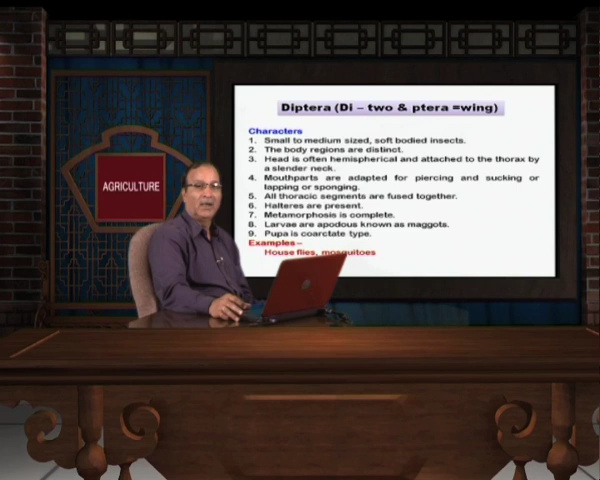 Diptera (Di – two & ptera =wing)
Characters
1. Small to medium sized, soft bodied insects.
2. The body regions are distinct.
3. Head is often hemispherical and attached to the thorax by
a slender neck.
4. Mouthparts are adapted for piercing and sucking or
lapping or sponging.
5. All thoracic segments are fused together.
6. Halteres are present.
7. Metamorphosis is complete.
8. Larvae are apodous known as maggots.
9. Pupa is coarctate type.
Examples –
House flies, mosquitoes
AGRICULTURE